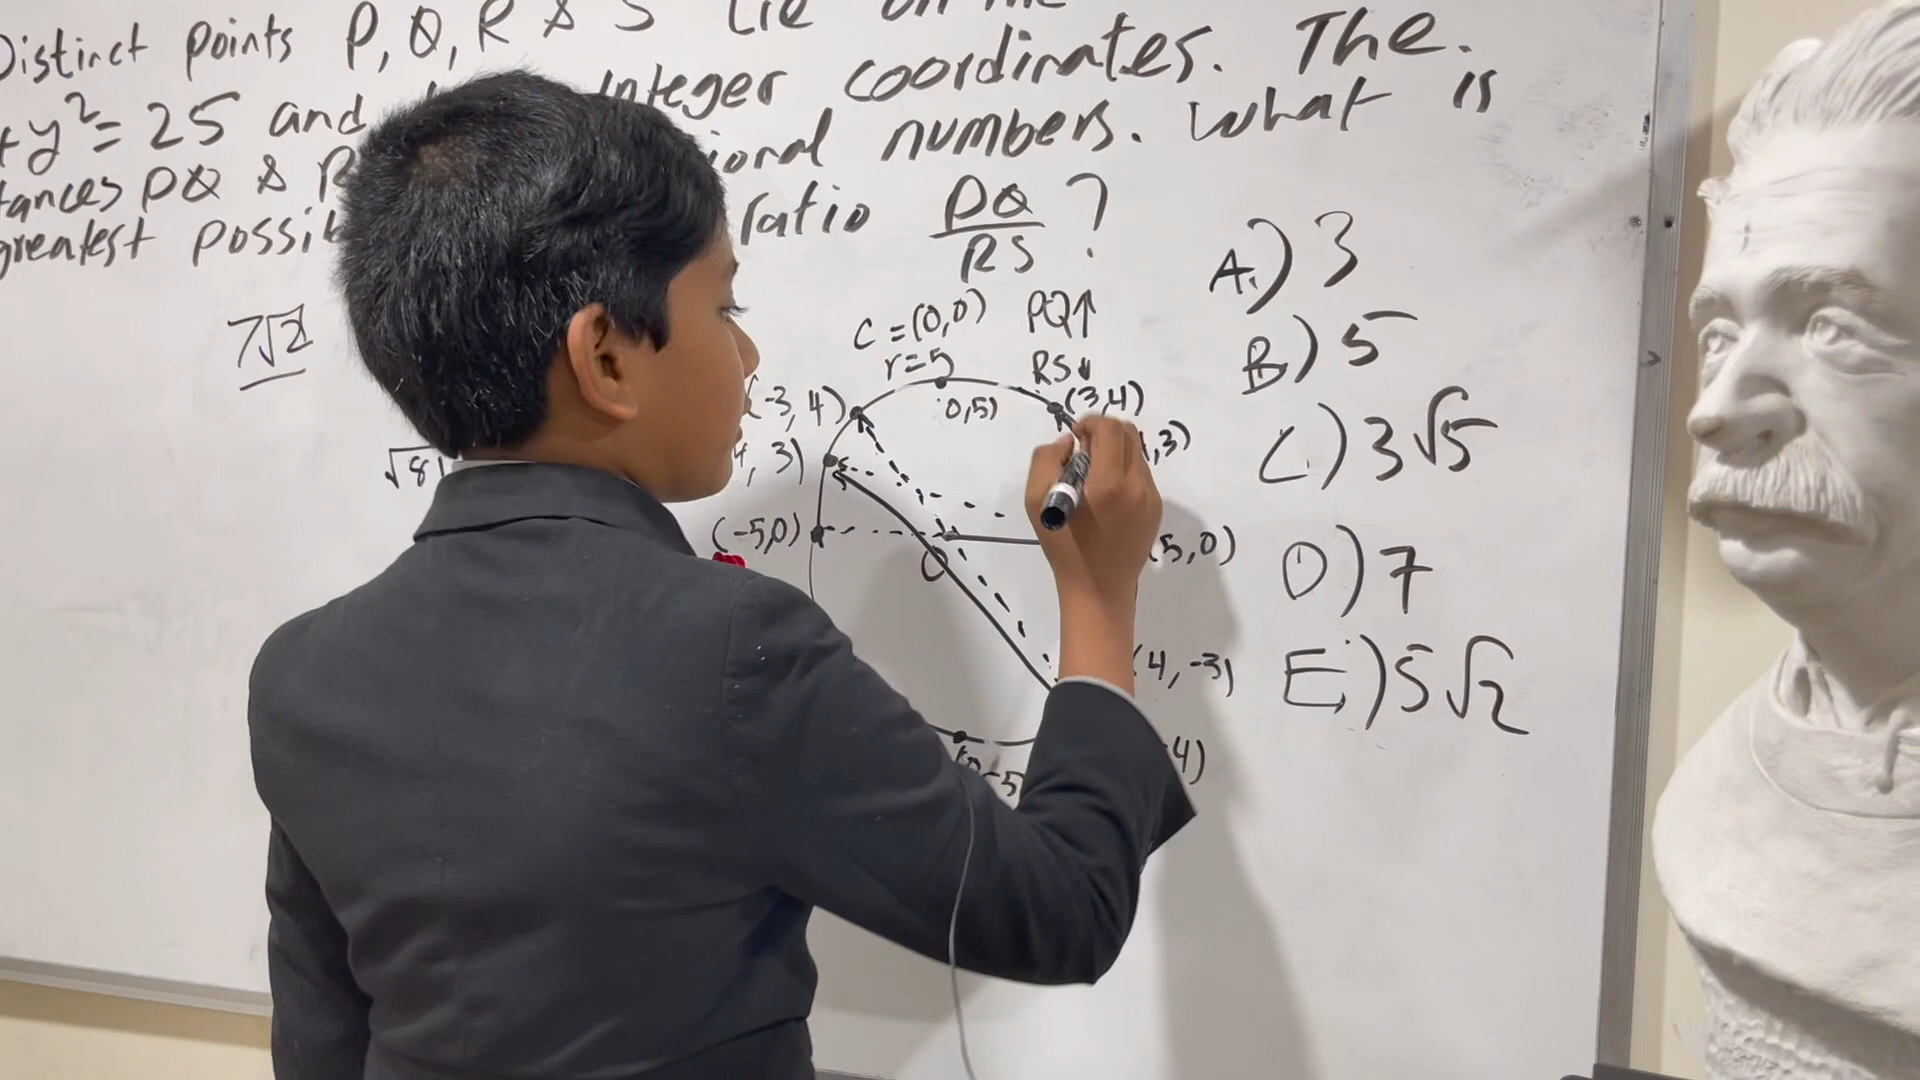 Distinct points P, Q, R & S Lie on the
+y²= 25 and integer coordinates. The.
tances PQ & R ional numbers. What is
greatest possib ratio PQ/RS ?
A.) 3
7√2
C = (0,0) PQ↑
B.) 5
r=5 RS↓
(-3, 4) 0,5) (3,4)
C.) 3√5
√81 4, 3) ,3)
(-5,0) 5,0)
D) 7
(4, -3)
E.) 5√2
-5 4)